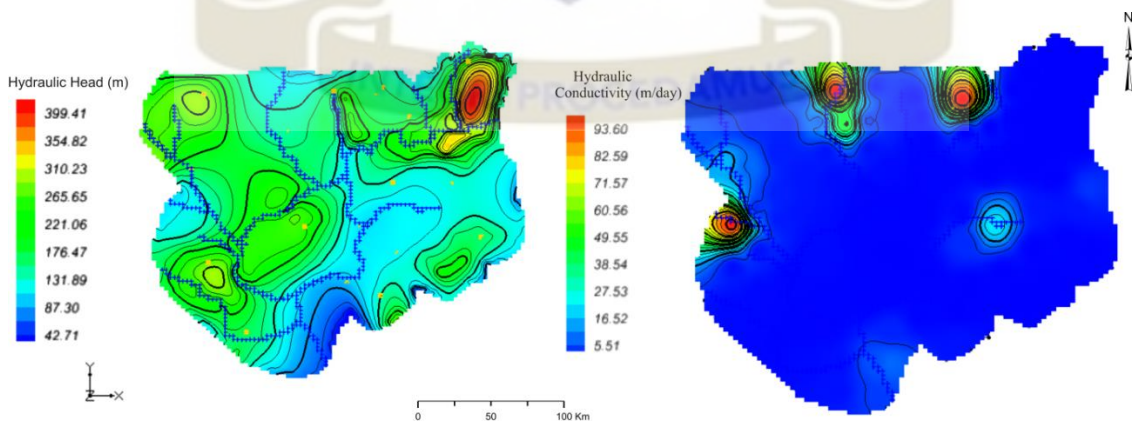 N
Hydraulic Head (m)
399.41
354.82
310.23
265.65
221.06
176.47
131.89
87.30
42.71
Y
Z X
0 50 100 Km
PROCEDAMUS
Hydraulic
Conductivity (m/day)
93.60
82.59
71.57
60.56
49.55
38.54
27.53
16.52
5.51